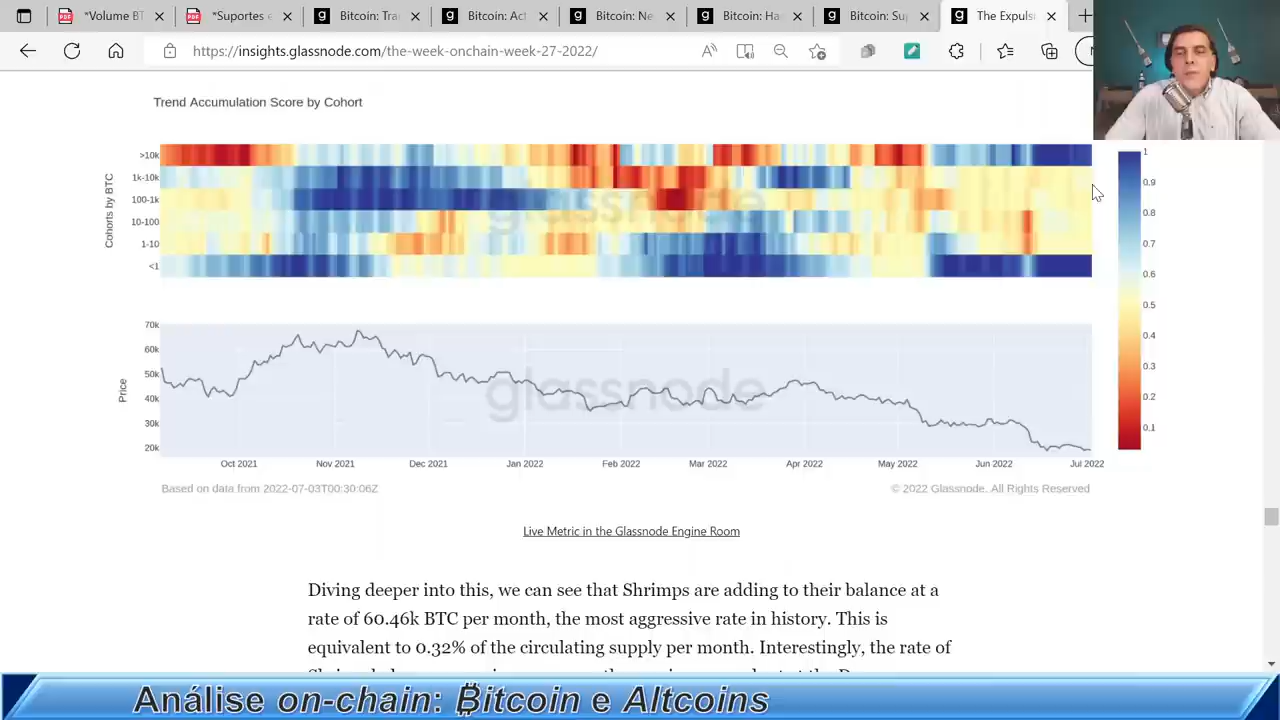 "Volume B
"Suportes e
Bitcoin: Tra
Bitcoin: Act
Bitcoin: Ne
Bitcoin: Ha
Bitcoin: Sup
The Expuls
https://insights.glassnode.com/the-week-onchain-week-27-2022/
Trend Accumulation Score by Cohort
Cohorts by BTC
>10k
1k-10k
100-1k
10-100
1-10
<1
glassnode
1
0.9
0.8
0.7
0.6
0.5
0.4
0.3
0.2
0.1
Price
70k
60k
50k
40k
30k
20k
glassnode
Oct 2021 Nov 2021 Dec 2021 Jan 2022 Feb 2022 Mar 2022 Apr 2022 May 2022 Jun 2022 Jul 2022
Based on data from 2022-07-03T00:30:06Z
© 2022 Glassnode. All Rights Reserved
Live Metric in the Glassnode Engine Room
Diving deeper into this, we can see that Shrimps are adding to their balance at a
rate of 60.46k BTC per month, the most aggressive rate in history. This is
equivalent to 0.32% of the circulating supply per month. Interestingly, the rate of
Análise on-chain: ₿itcoin e Altcoins